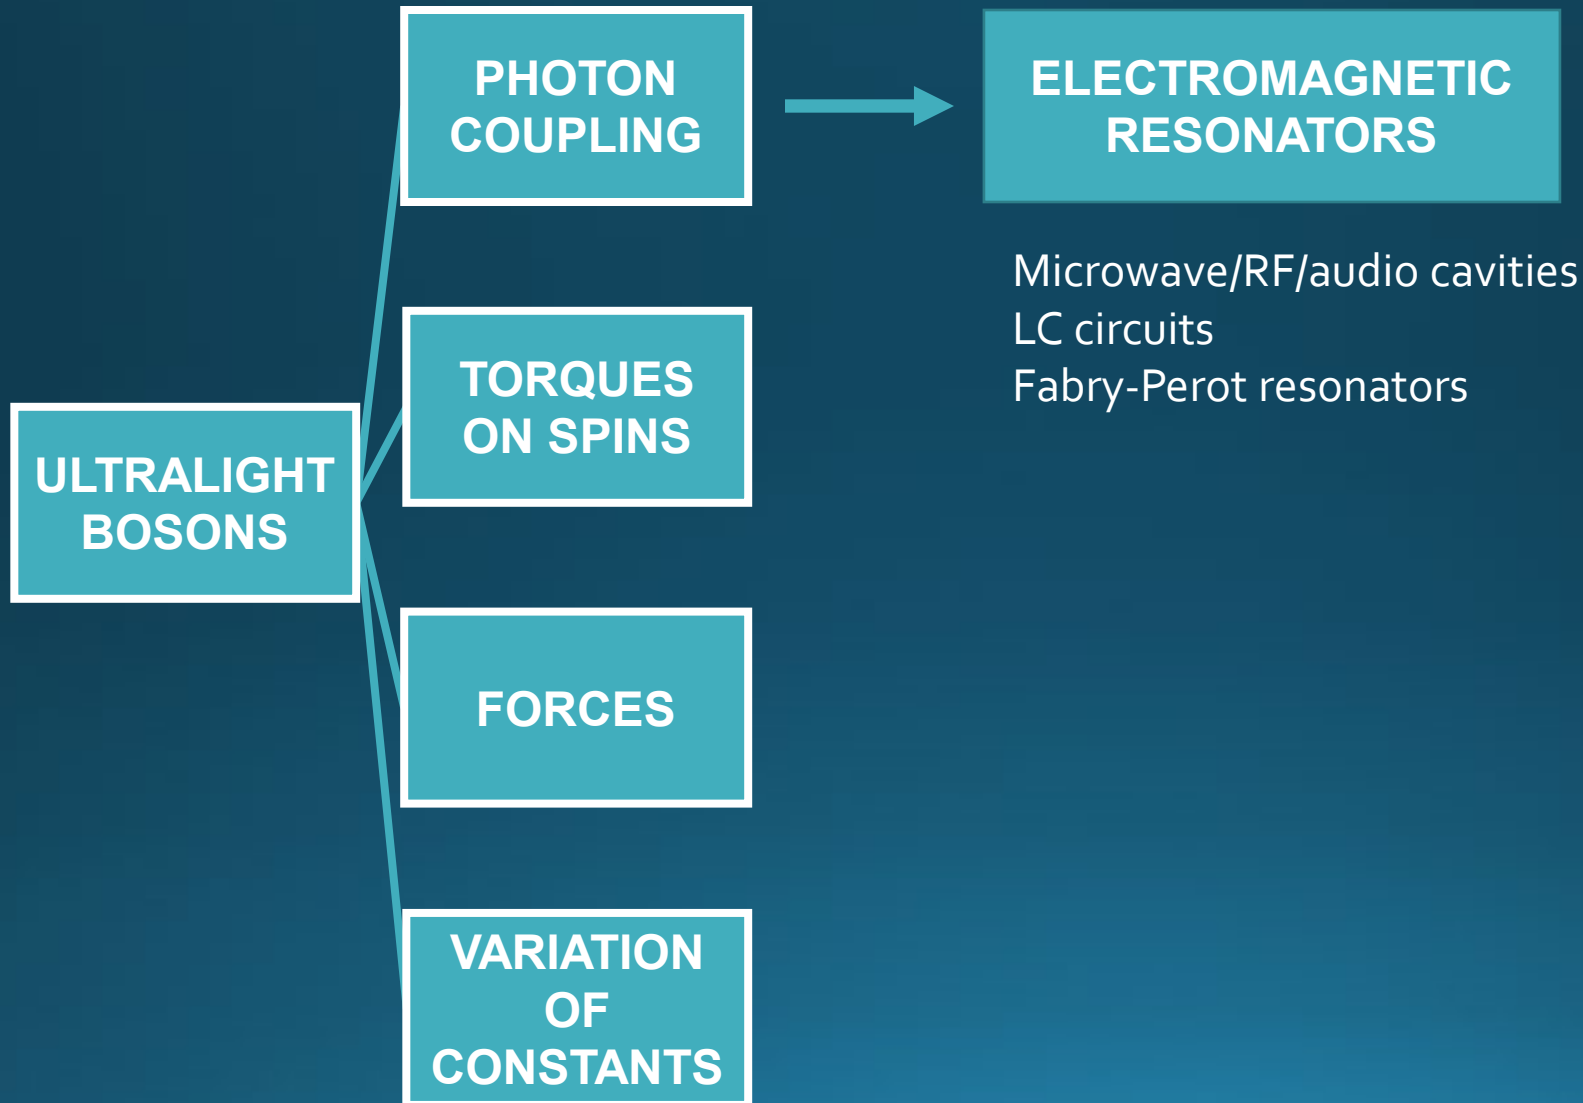 PHOTON
COUPLING
ELECTROMAGNETIC
RESONATORS
Microwave/RF/audio cavities
LC circuits
Fabry-Perot resonators
TORQUES
ON SPINS
ULTRALIGHT
BOSONS
FORCES
VARIATION
OF
CONSTANTS